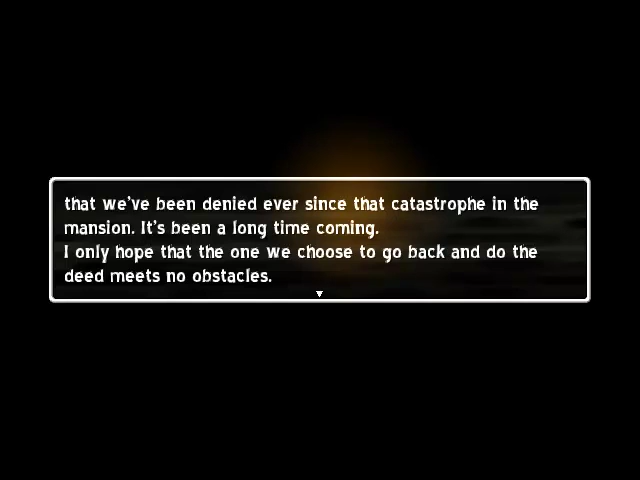 that we've been denied ever since that catastrophe in the
mansion. It's been a long time coming.
I only hope that the one we choose to go back and do the
deed meets no obstacles.